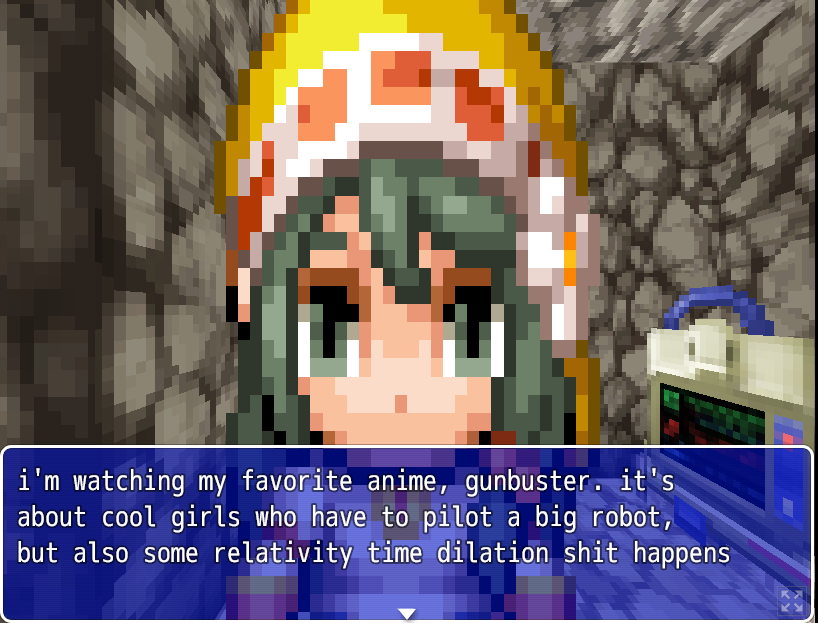 i'm watching my favorite anime, gunbuster. it's
about cool girls who have to pilot a big robot,
but also some relativity time dilation shit happens